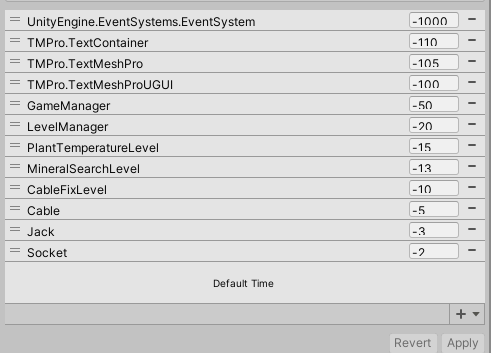 UnityEngine.EventSystems.EventSystem -1000
TMPro.TextContainer -110
TMPro.TextMeshPro -105
TMPro.TextMeshProUGUI -100
GameManager -50
LevelManager -20
PlantTemperatureLevel -15
MineralSearchLevel -13
CableFixLevel -10
Cable -5
Jack -3
Socket -2
Default Time
Revert Apply